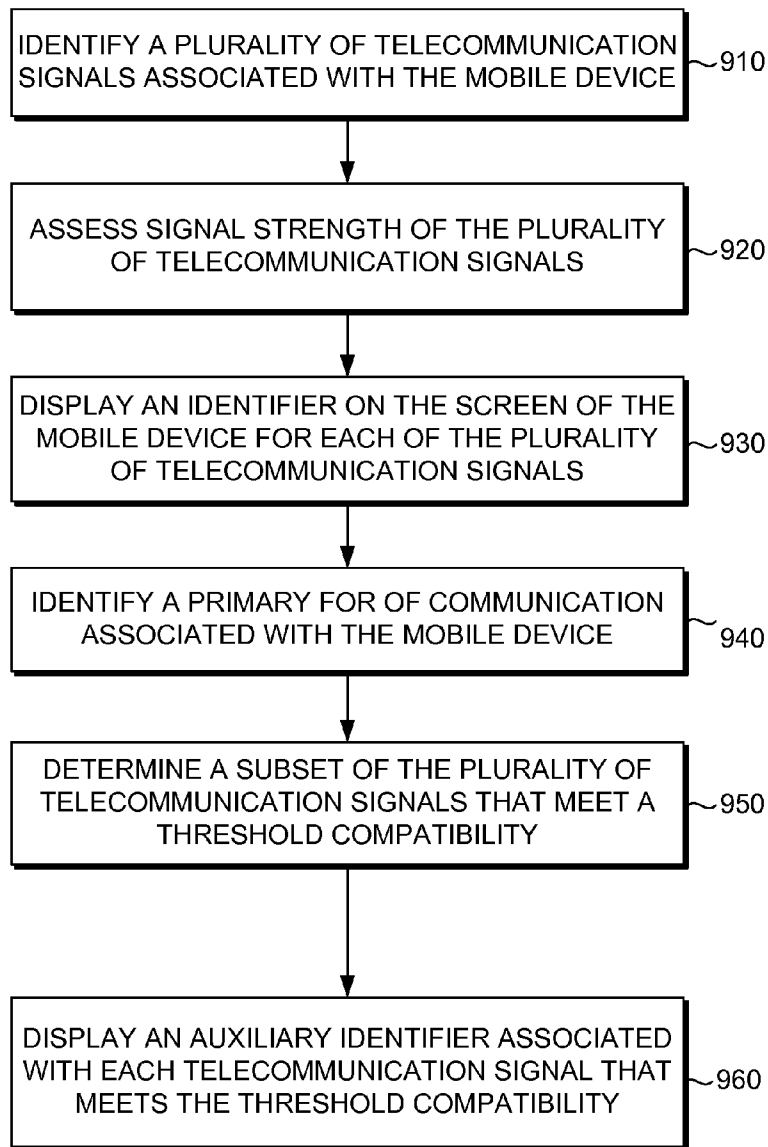 IDENTIFY A PLURALITY OF TELECOMMUNICATION
SIGNALS ASSOCIATED WITH THE MOBILE DEVICE
910
ASSESS SIGNAL STRENGTH OF THE PLURALITY
OF TELECOMMUNICATION SIGNALS
920
DISPLAY AN IDENTIFIER ON THE SCREEN OF THE
MOBILE DEVICE FOR EACH OF THE PLURALITY
OF TELECOMMUNICATION SIGNALS
930
IDENTIFY A PRIMARY FOR OF COMMUNICATION
ASSOCIATED WITH THE MOBILE DEVICE
940
DETERMINE A SUBSET OF THE PLURALITY OF
TELECOMMUNICATION SIGNALS THAT MEET A
THRESHOLD COMPATIBILITY
950
DISPLAY AN AUXILIARY IDENTIFIER ASSOCIATED
WITH EACH TELECOMMUNICATION SIGNAL THAT
MEETS THE THRESHOLD COMPATIBILITY
960